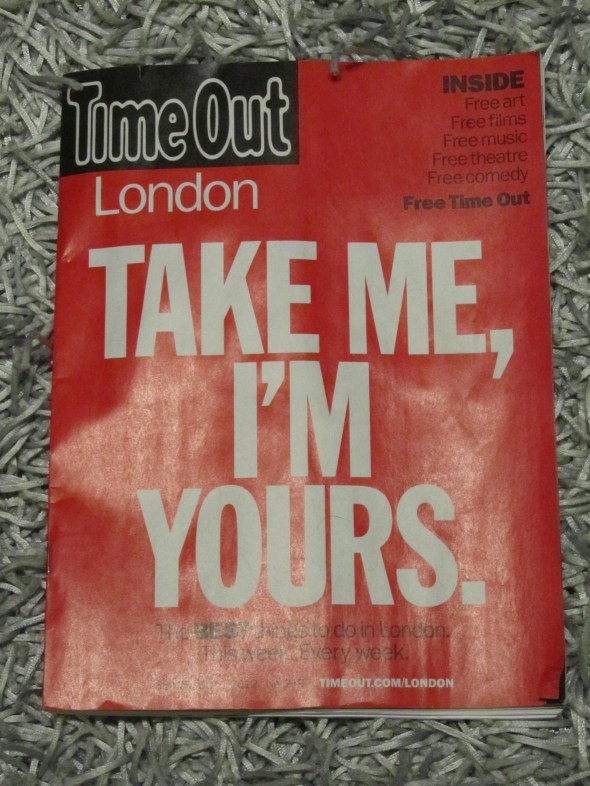 Time Out
London
INSIDE
Free art
Free films
Free music
Free theatre
Free comedy
Free Time Out
TAKE ME,
I'M
YOURS.
The BEST things to do in London.
This week. Every week.
TIMEOUT.COM/LONDON